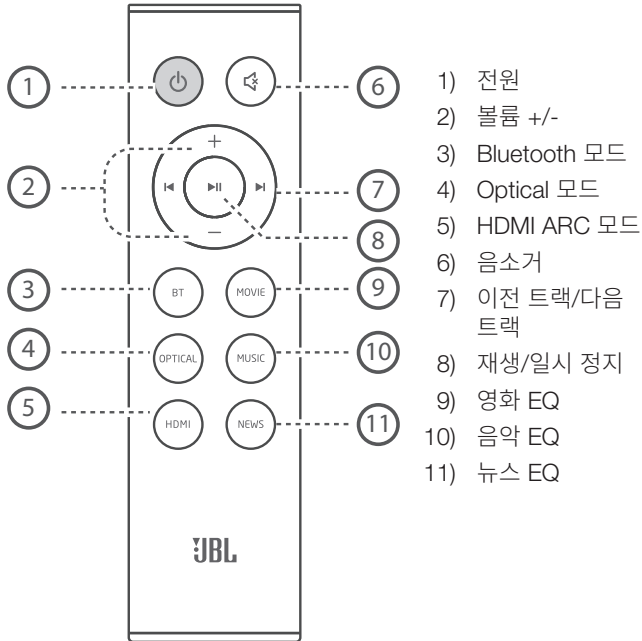 1
6
2
7
8
3
BT
MOVIE
9
4
OPTICAL
MUSIC
10
5
HDMI
NEWS
11
JBL
1) 전원
2) 볼륨 +/-
3) Bluetooth 모드
4) Optical 모드
5) HDMI ARC 모드
6) 음소거
7) 이전 트랙/다음
트랙
8) 재생/일시 정지
9) 영화 EQ
10) 음악 EQ
11) 뉴스 EQ